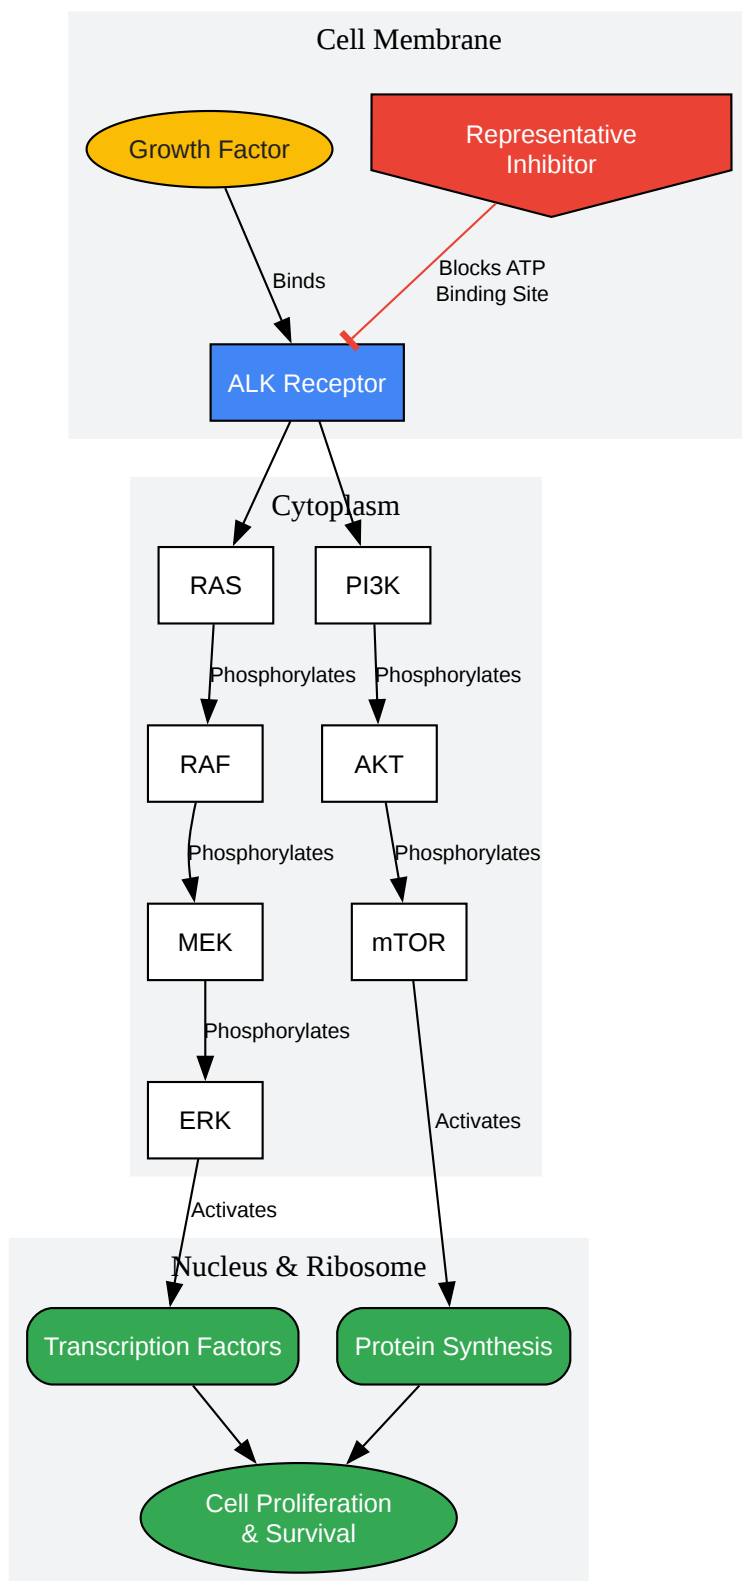 Cell Membrane
Growth Factor
Representative
Inhibitor
Binds
Blocks ATP
Binding Site
ALK Receptor
Cytoplasm
RAS
PI3K
Phosphorylates
Phosphorylates
RAF
AKT
Phosphorylates
Phosphorylates
MEK
mTOR
Phosphorylates
ERK
Activates
Activates
Nucleus & Ribosome
Transcription Factors
Protein Synthesis
Cell Proliferation
& Survival